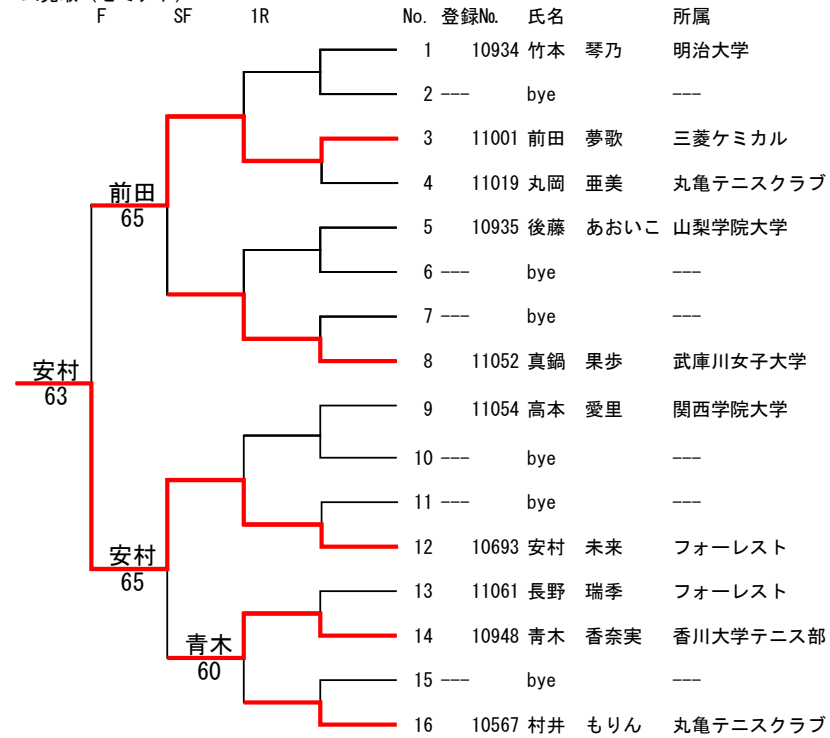 F SF 1R No. 登録No. 氏名 所属
1 10934 竹本 琴乃 明治大学
2 --- bye ---
3 11001 前田 夢歌 三菱ケミカル
4 11019 丸岡 亜美 丸亀テニスクラブ
前田
65
5 10935 後藤 あおいこ 山梨学院大学
6 --- bye ---
7 --- bye ---
8 11052 真鍋 果歩 武庫川女子大学
安村
63
9 11054 高本 愛里 関西学院大学
10 --- bye ---
11 --- bye ---
12 10693 安村 未来 フォーレスト
安村
65
13 11061 長野 瑞季 フォーレスト
14 10948 青木 香奈実 香川大学テニス部
青木
60
15 --- bye ---
16 10567 村井 もりん 丸亀テニスクラブ